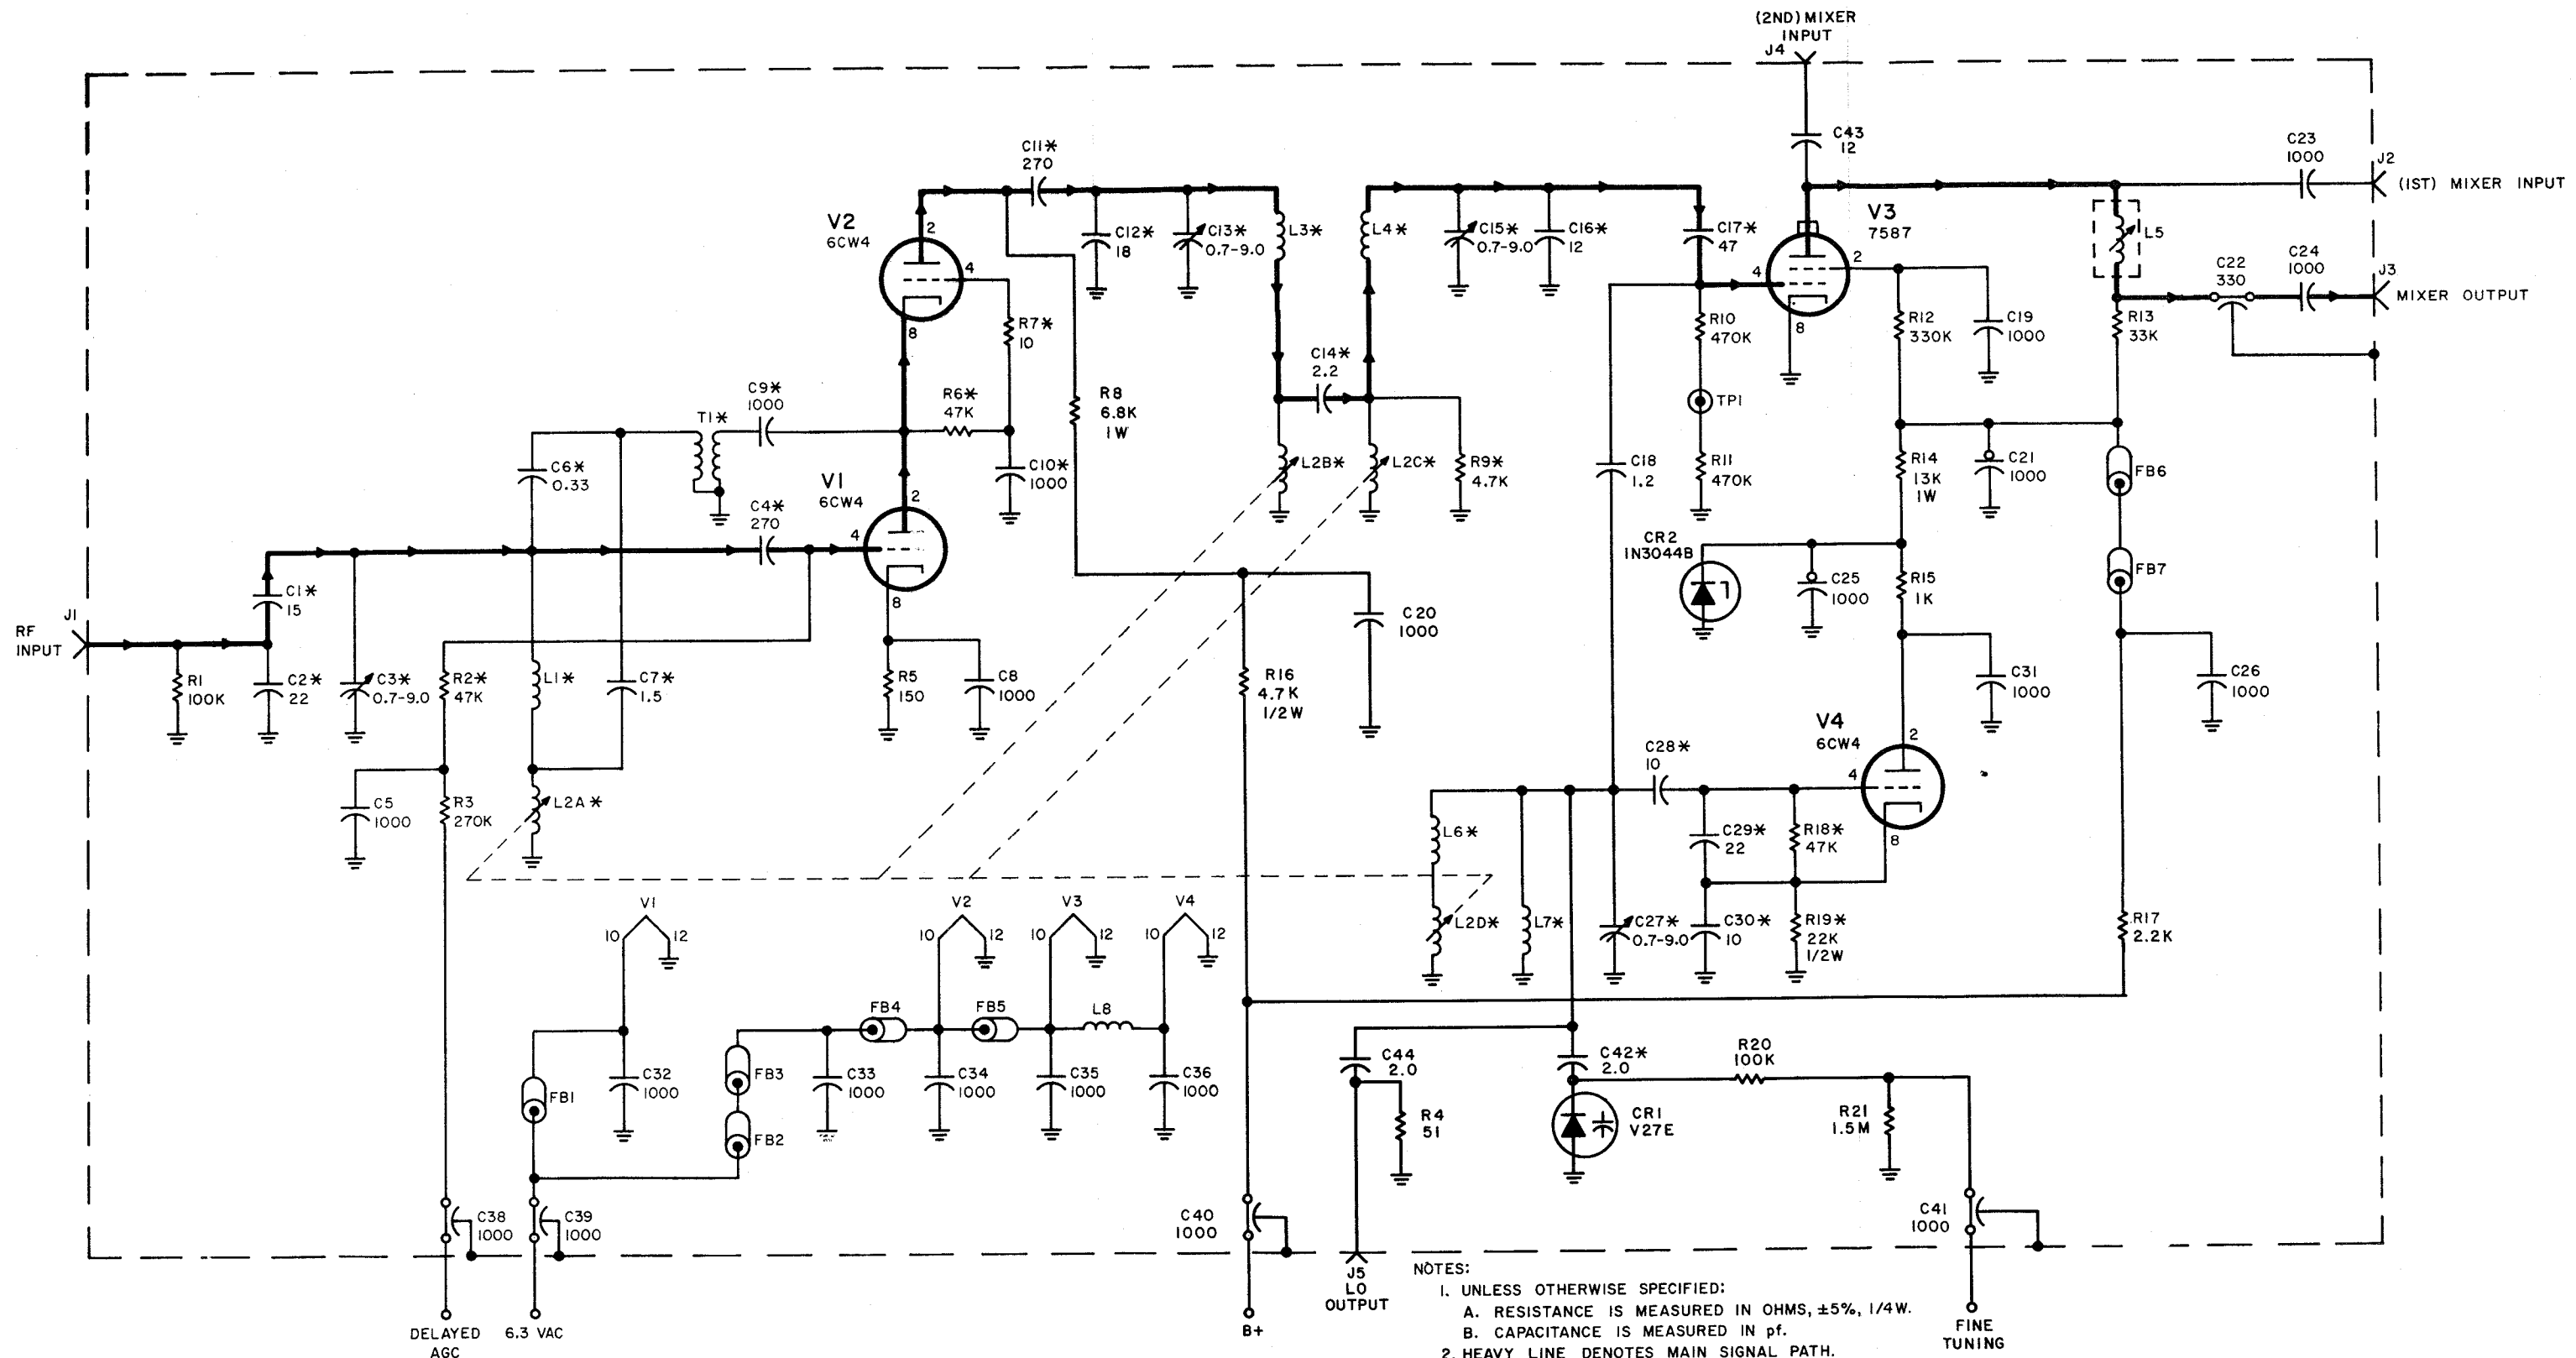 (2ND) MIXER
INPUT
J4
C43
12
C23
1000
J2
(1ST) MIXER INPUT
C11*
270
V2
6CW4
2
4
8
C12*
18
C13*
0.7-9.0
L3*
L4*
C15*
0.7-9.0
C16*
12
C17*
47
V3
7587
4
2
8
L5
C22
330
C24
1000
J3
MIXER OUTPUT
R7*
10
R10
470K
R12
330K
C19
1000
R13
33K
C14*
2.2
C9*
1000
T1*
R6*
47K
R8
6.8K
1W
TP1
C6*
0.33
C10*
1000
L2B*
L2C*
R9*
4.7K
C18
1.2
R11
470K
R14
13K
1W
C21
1000
FB6
V1
6CW4
2
4
8
C4*
270
CR2
1N3044B
C25
1000
R15
1K
FB7
J1
RF
INPUT
C1*
15
C20
1000
R1
100K
C2*
22
C3*
0.7-9.0
R2*
47K
L1*
C7*
1.5
R5
150
C8
1000
R16
4.7K
1/2W
C31
1000
C26
1000
V4
6CW4
2
4
8
C28*
10
C5
1000
R3
270K
L2A*
L6*
C29*
22
R18*
47K
L2D*
L7*
C27*
0.7-9.0
C30*
10
R19*
22K
1/2W
R17
2.2K
V1
10
12
V2
10
12
V3
10
12
V4
10
12
FB4
FB5
L8
FB1
C32
1000
FB3
FB2
C33
1000
C34
1000
C35
1000
C36
1000
C44
2.0
C42*
2.0
R20
100K
R4
51
CR1
V27E
R21
1.5M
C38
1000
C39
1000
C40
1000
C41
1000
DELAYED
AGC
6.3 VAC
B+
J5
LO
OUTPUT
FINE
TUNING
NOTES:
1. UNLESS OTHERWISE SPECIFIED:
A. RESISTANCE IS MEASURED IN OHMS, ±5%, 1/4W.
B. CAPACITANCE IS MEASURED IN pf.
2. HEAVY LINE DENOTES MAIN SIGNAL PATH.